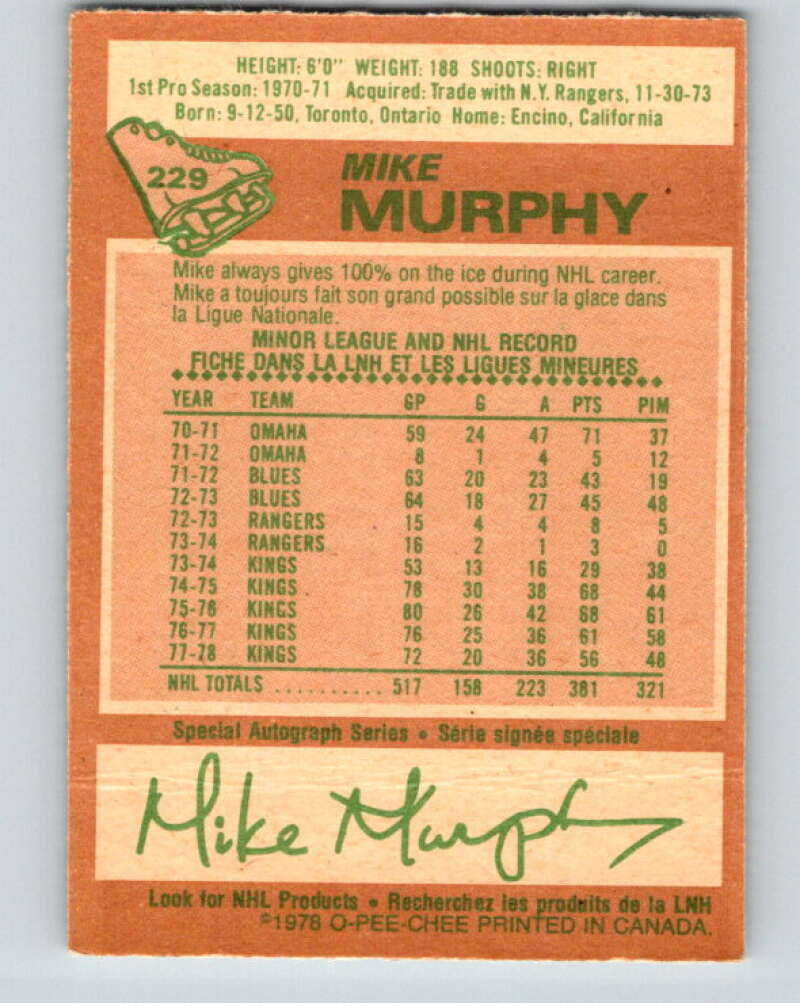 HEIGHT: 6'0" WEIGHT: 188 SHOOTS: RIGHT
1st Pro Season: 1970-71 Acquired: Trade with N.Y. Rangers, 11-30-73
Born: 9-12-50, Toronto, Ontario Home: Encino, California
229
MIKE
MURPHY
Mike always gives 100% on the ice during NHL career.
Mike a toujours fait son grand possible sur la glace dans
la Ligue Nationale.
MINOR LEAGUE AND NHL RECORD
FICHE DANS LA LNH ET LES LIGUES MINEURES
YEAR TEAM GP G A PTS PIM
70-71 OMAHA 59 24 47 71 37
71-72 OMAHA 8 1 4 5 12
71-72 BLUES 63 20 23 43 19
72-73 BLUES 64 18 27 45 48
72-73 RANGERS 15 4 4 8 5
73-74 RANGERS 16 2 1 3 0
73-74 KINGS 53 13 16 29 38
74-75 KINGS 78 30 38 68 44
75-76 KINGS 80 26 42 68 61
76-77 KINGS 76 25 36 61 58
77-78 KINGS 72 20 36 56 48
NHL TOTALS .......... 517 158 223 381 321
Special Autograph Series • Série signée spéciale
Mike Murphy
Look for NHL Products • Recherchez les produits de la LNH
©1978 O-PEE-CHEE PRINTED IN CANADA.